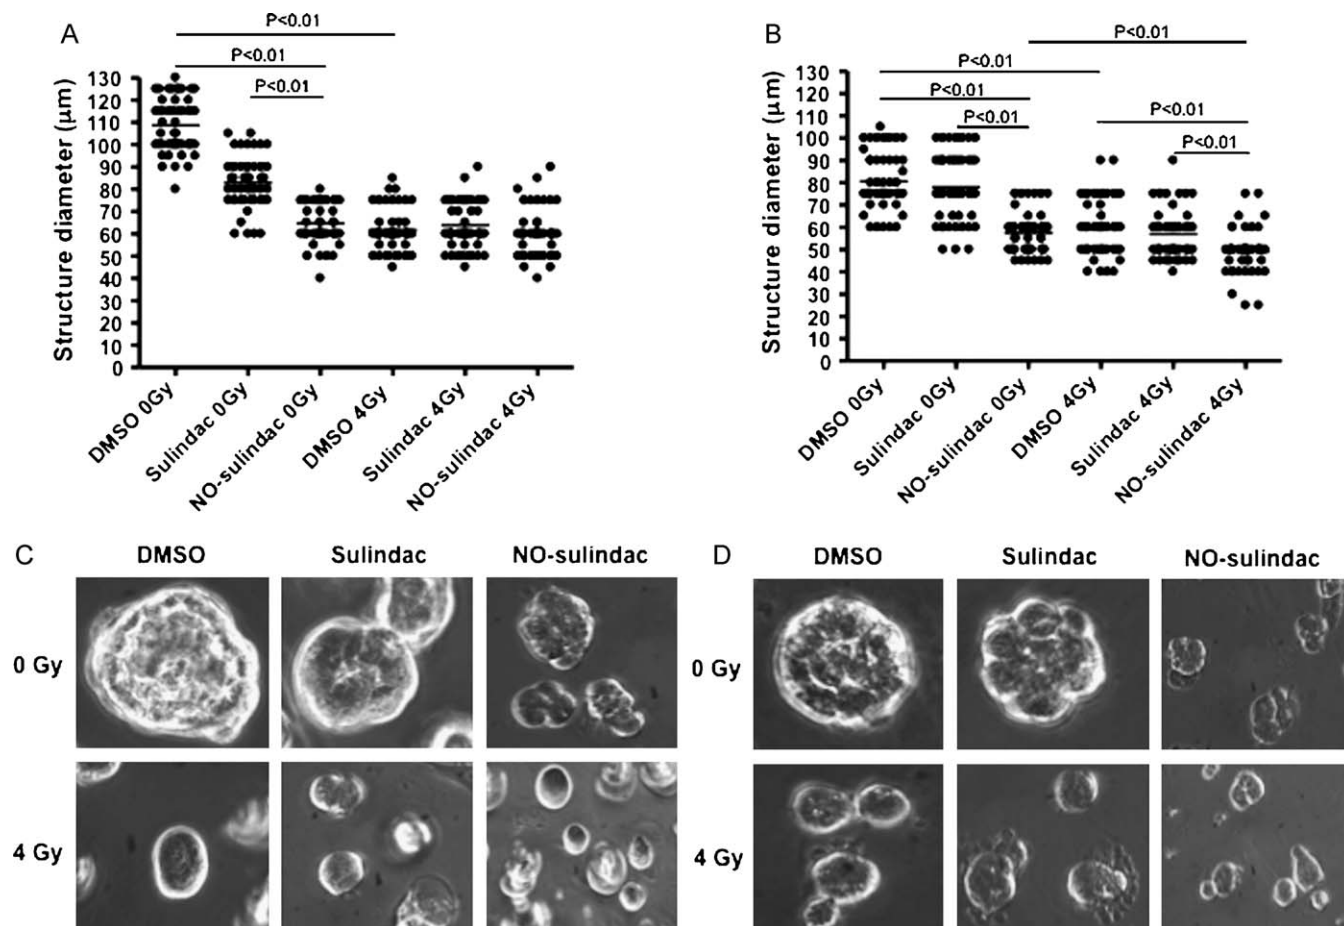 A
P<0.01
P<0.01
P<0.01
Structure diameter (µm)
130
120
110
100
90
80
70
60
50
40
30
20
10
0
DMSO 0Gy
Sulindac 0Gy
NO-sulindac 0Gy
DMSO 4Gy
Sulindac 4Gy
NO-sulindac 4Gy
B
P<0.01
P<0.01
P<0.01
P<0.01
P<0.01
P<0.01
Structure diameter (µm)
130
120
110
100
90
80
70
60
50
40
30
20
10
0
DMSO 0Gy
Sulindac 0Gy
NO-sulindac 0Gy
DMSO 4Gy
Sulindac 4Gy
NO-sulindac 4Gy
C
DMSO Sulindac NO-sulindac
0 Gy
4 Gy
D
DMSO Sulindac NO-sulindac
0 Gy
4 Gy